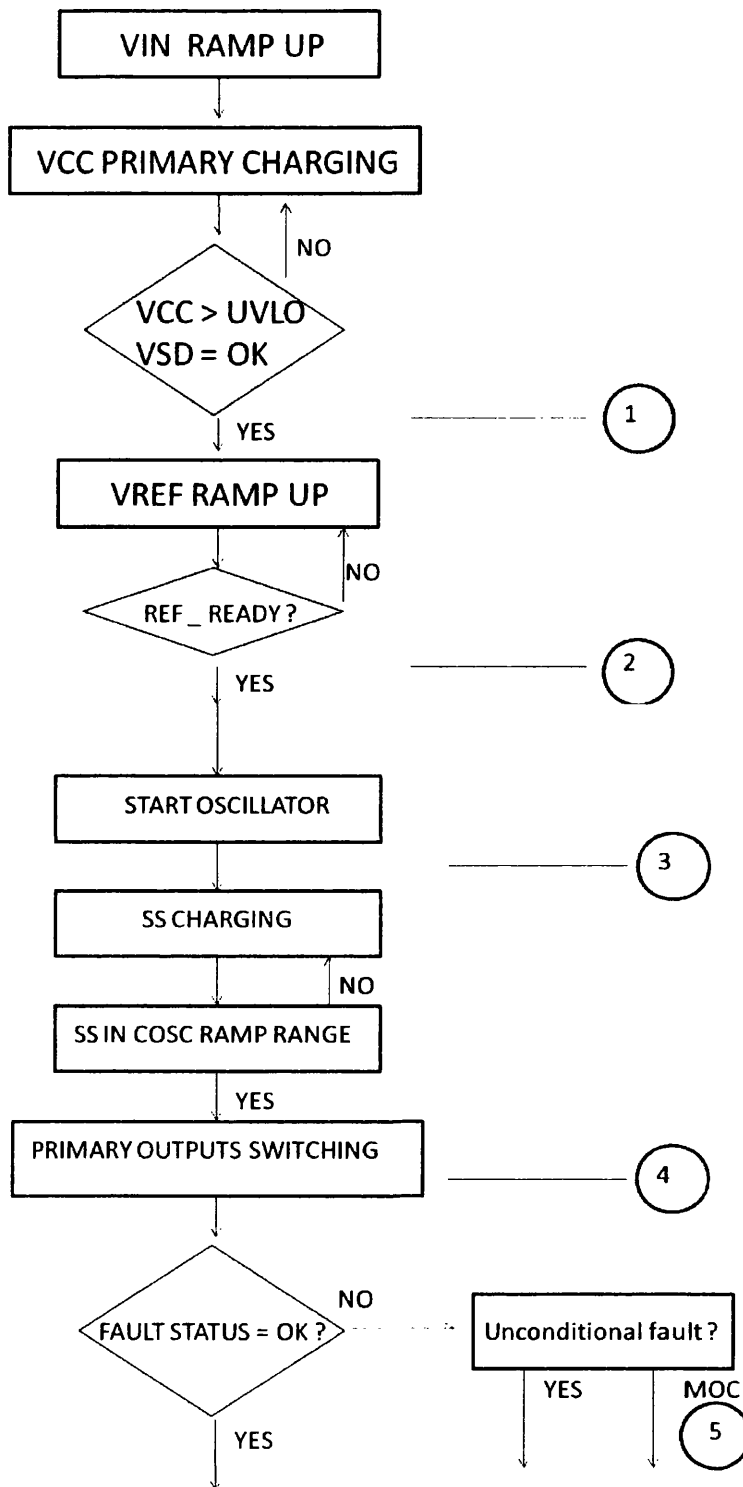 VIN RAMP UP
VCC PRIMARY CHARGING
NO
VCC > UVLO
VSD = OK
1
YES
VREF RAMP UP
NO
REF _ READY ?
2
YES
START OSCILLATOR
3
SS CHARGING
NO
SS IN COSC RAMP RANGE
YES
PRIMARY OUTPUTS SWITCHING
4
NO
FAULT STATUS = OK ?
Unconditional fault ?
YES
MOC
5
YES